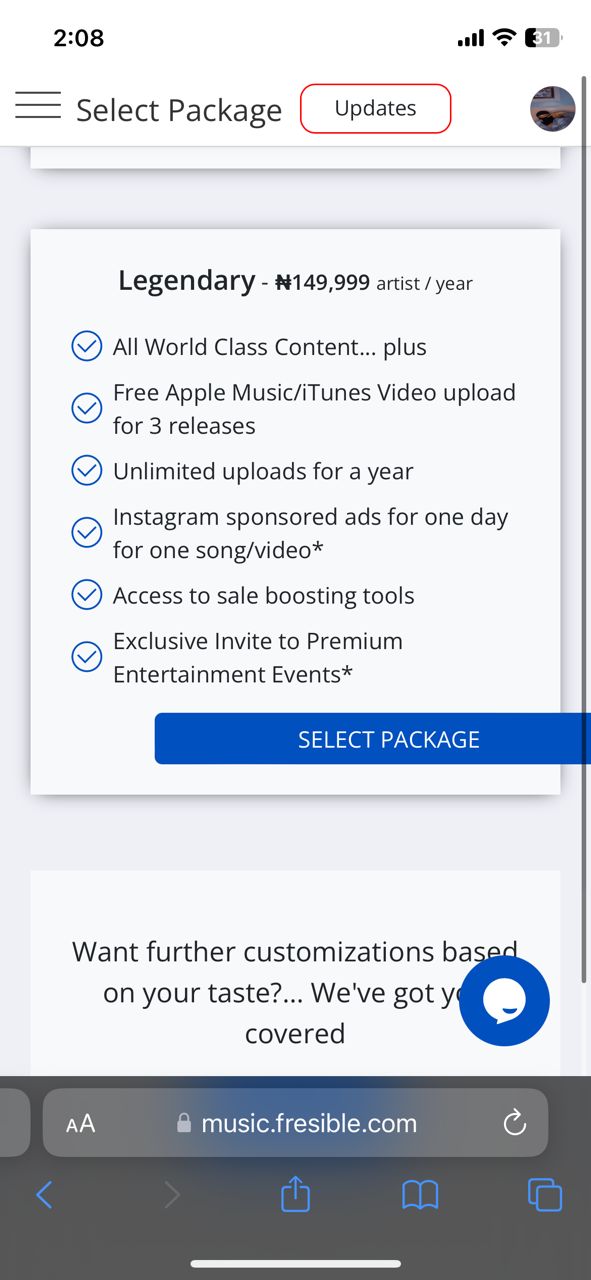 2:08
31
Select Package
Updates
Legendary - ₦149,999 artist / year
All World Class Content... plus
Free Apple Music/iTunes Video upload
for 3 releases
Unlimited uploads for a year
Instagram sponsored ads for one day
for one song/video*
Access to sale boosting tools
Exclusive Invite to Premium
Entertainment Events*
SELECT PACKAGE
Want further customizations based
on your taste?... We've got
covered
AA
music.fresible.com